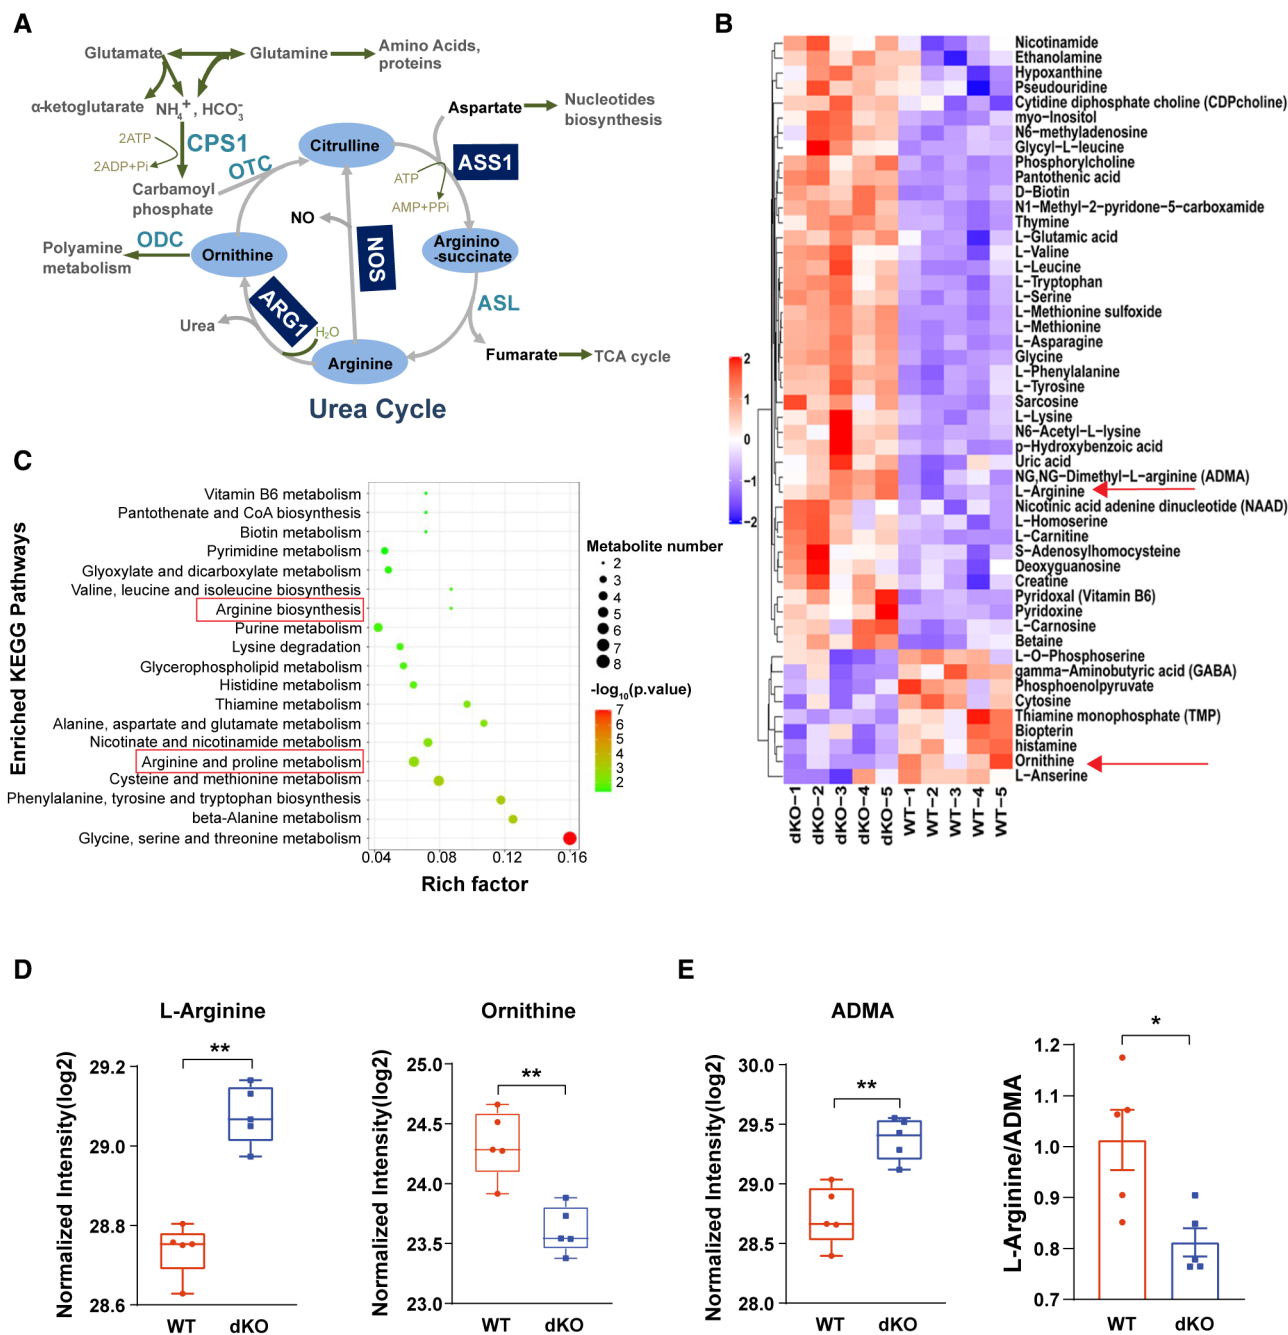 A
Glutamate
Glutamine
Amino Acids,
proteins
α-ketoglutarate
NH4+ , HCO3-
Aspartate
Nucleotides
biosynthesis
2ATP
CPS1
2ADP+Pi
OTC
Citrulline
ASS1
ATP
AMP+PPi
Carbamoyl
phosphate
NO
Polyamine
metabolism
ODC
Ornithine
NOS
Arginino
-succinate
ARG1
H2O
Urea
ASL
Arginine
Fumarate
TCA cycle
Urea Cycle
B
Nicotinamide
Ethanolamine
Hypoxanthine
Pseudouridine
Cytidine diphosphate choline (CDPcholine)
myo−Inositol
N6−methyladenosine
Glycyl−L−leucine
Phosphorylcholine
Pantothenic acid
D−Biotin
N1−Methyl−2−pyridone−5−carboxamide
Thymine
L−Glutamic acid
L−Valine
L−Leucine
L−Tryptophan
L−Serine
L−Methionine sulfoxide
L−Methionine
L−Asparagine
Glycine
L−Phenylalanine
L−Tyrosine
Sarcosine
L−Lysine
N6−Acetyl−L−lysine
p−Hydroxybenzoic acid
Uric acid
NG,NG−Dimethyl−L−arginine (ADMA)
L−Arginine
Nicotinic acid adenine dinucleotide (NAAD)
L−Homoserine
L−Carnitine
S−Adenosylhomocysteine
Deoxyguanosine
Creatine
Pyridoxal (Vitamin B6)
Pyridoxine
L−Carnosine
Betaine
L−O−Phosphoserine
gamma−Aminobutyric acid (GABA)
Phosphoenolpyruvate
Cytosine
Thiamine monophosphate (TMP)
Biopterin
histamine
Ornithine
L−Anserine
2
1
0
−1
−2
dKO−1
dKO−2
dKO−3
dKO−4
dKO−5
WT−1
WT−2
WT−3
WT−4
WT−5
C
Enriched KEGG Pathways
Vitamin B6 metabolism
Pantothenate and CoA biosynthesis
Biotin metabolism
Pyrimidine metabolism
Glyoxylate and dicarboxylate metabolism
Valine, leucine and isoleucine biosynthesis
Arginine biosynthesis
Purine metabolism
Lysine degradation
Glycerophospholipid metabolism
Histidine metabolism
Thiamine metabolism
Alanine, aspartate and glutamate metabolism
Nicotinate and nicotinamide metabolism
Arginine and proline metabolism
Cysteine and methionine metabolism
Phenylalanine, tyrosine and tryptophan biosynthesis
beta-Alanine metabolism
Glycine, serine and threonine metabolism
0.04
0.08
0.12
0.16
Rich factor
Metabolite number
2
3
4
5
6
7
8
-log10(p.value)
7
6
5
4
3
2
D
L-Arginine
Normalized Intensity(log2)
29.2
29.0
28.8
28.6
**
WT
dKO
Ornithine
Normalized Intensity(log2)
25.0
24.5
24.0
23.5
23.0
**
WT
dKO
E
ADMA
Normalized Intensity(log2)
30.0
29.5
29.0
28.5
28.0
**
WT
dKO
L-Arginine/ADMA
1.2
1.1
1.0
0.9
0.8
0.7
*
WT
dKO